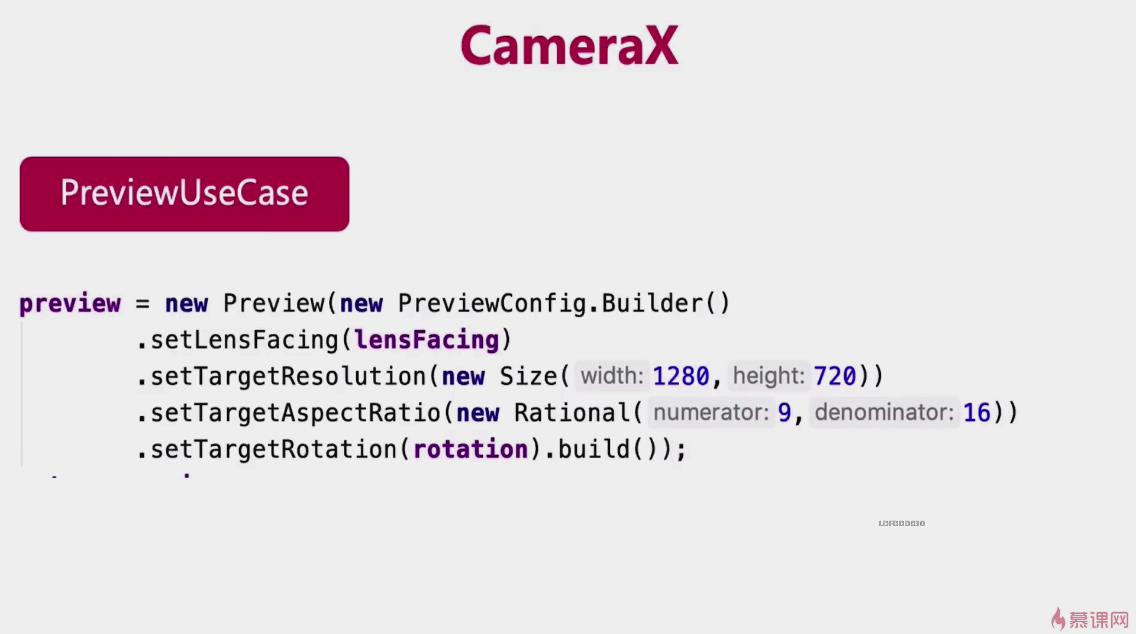 CameraX
PreviewUseCase
preview = new Preview(new PreviewConfig.Builder()
.setLensFacing(lensFacing)
.setTargetResolution(new Size( width: 1280, height: 720))
.setTargetAspectRatio(new Rational( numerator: 9, denominator: 16))
.setTargetRotation(rotation).build());
慕课网